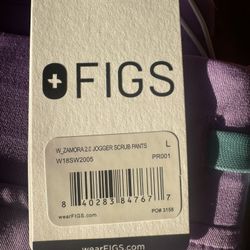 FIGS
W_ZAMORA 2.0 JOGGER SCRUB PANTS L
W18SW2005 PR001
8 40283 84767 7
wearFIGS.com PO# 3158
wearFIGS.com